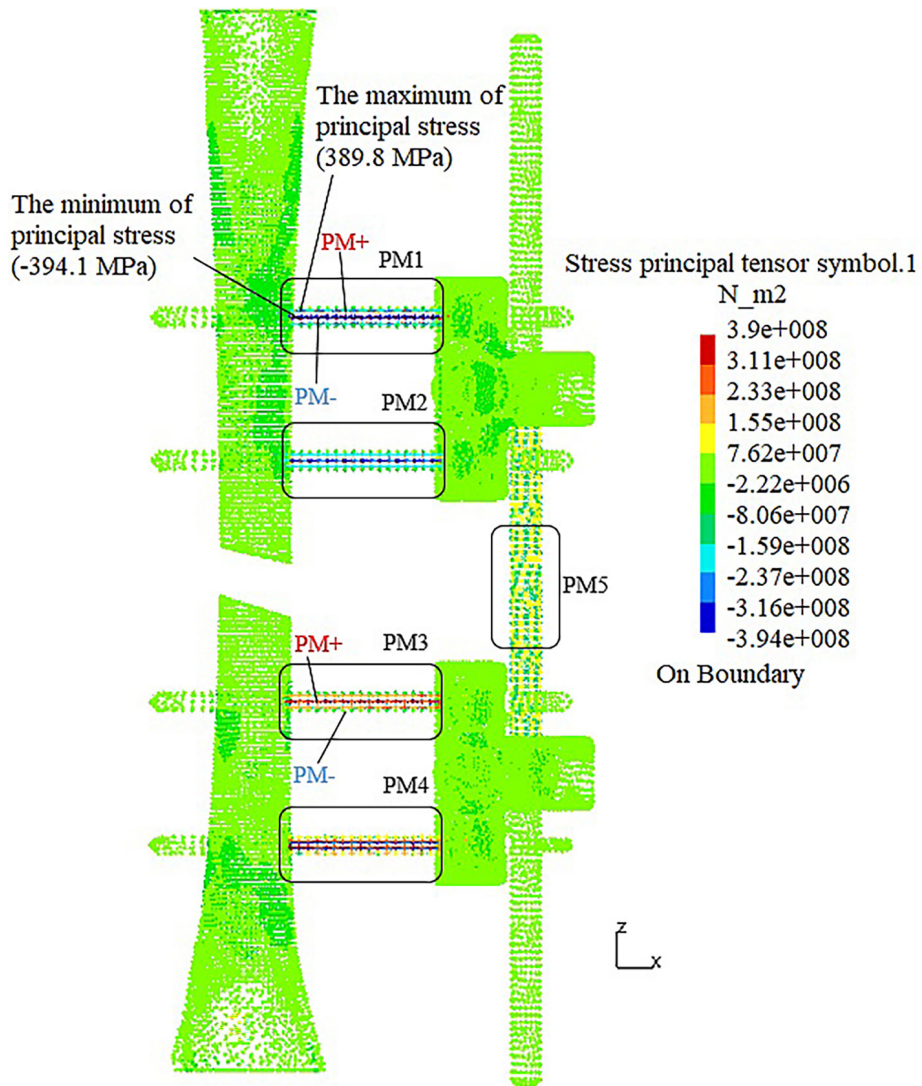 The maximum of
principal stress
(389.8 MPa)
The minimum of
principal stress
(-394.1 MPa)
PM+
PM1
PM-
PM2
Stress principal tensor symbol.1
N_m2
3.9e+008
3.11e+008
2.33e+008
1.55e+008
7.62e+007
-2.22e+006
-8.06e+007
-1.59e+008
-2.37e+008
-3.16e+008
-3.94e+008
On Boundary
PM5
PM+
PM3
PM-
PM4
z
x